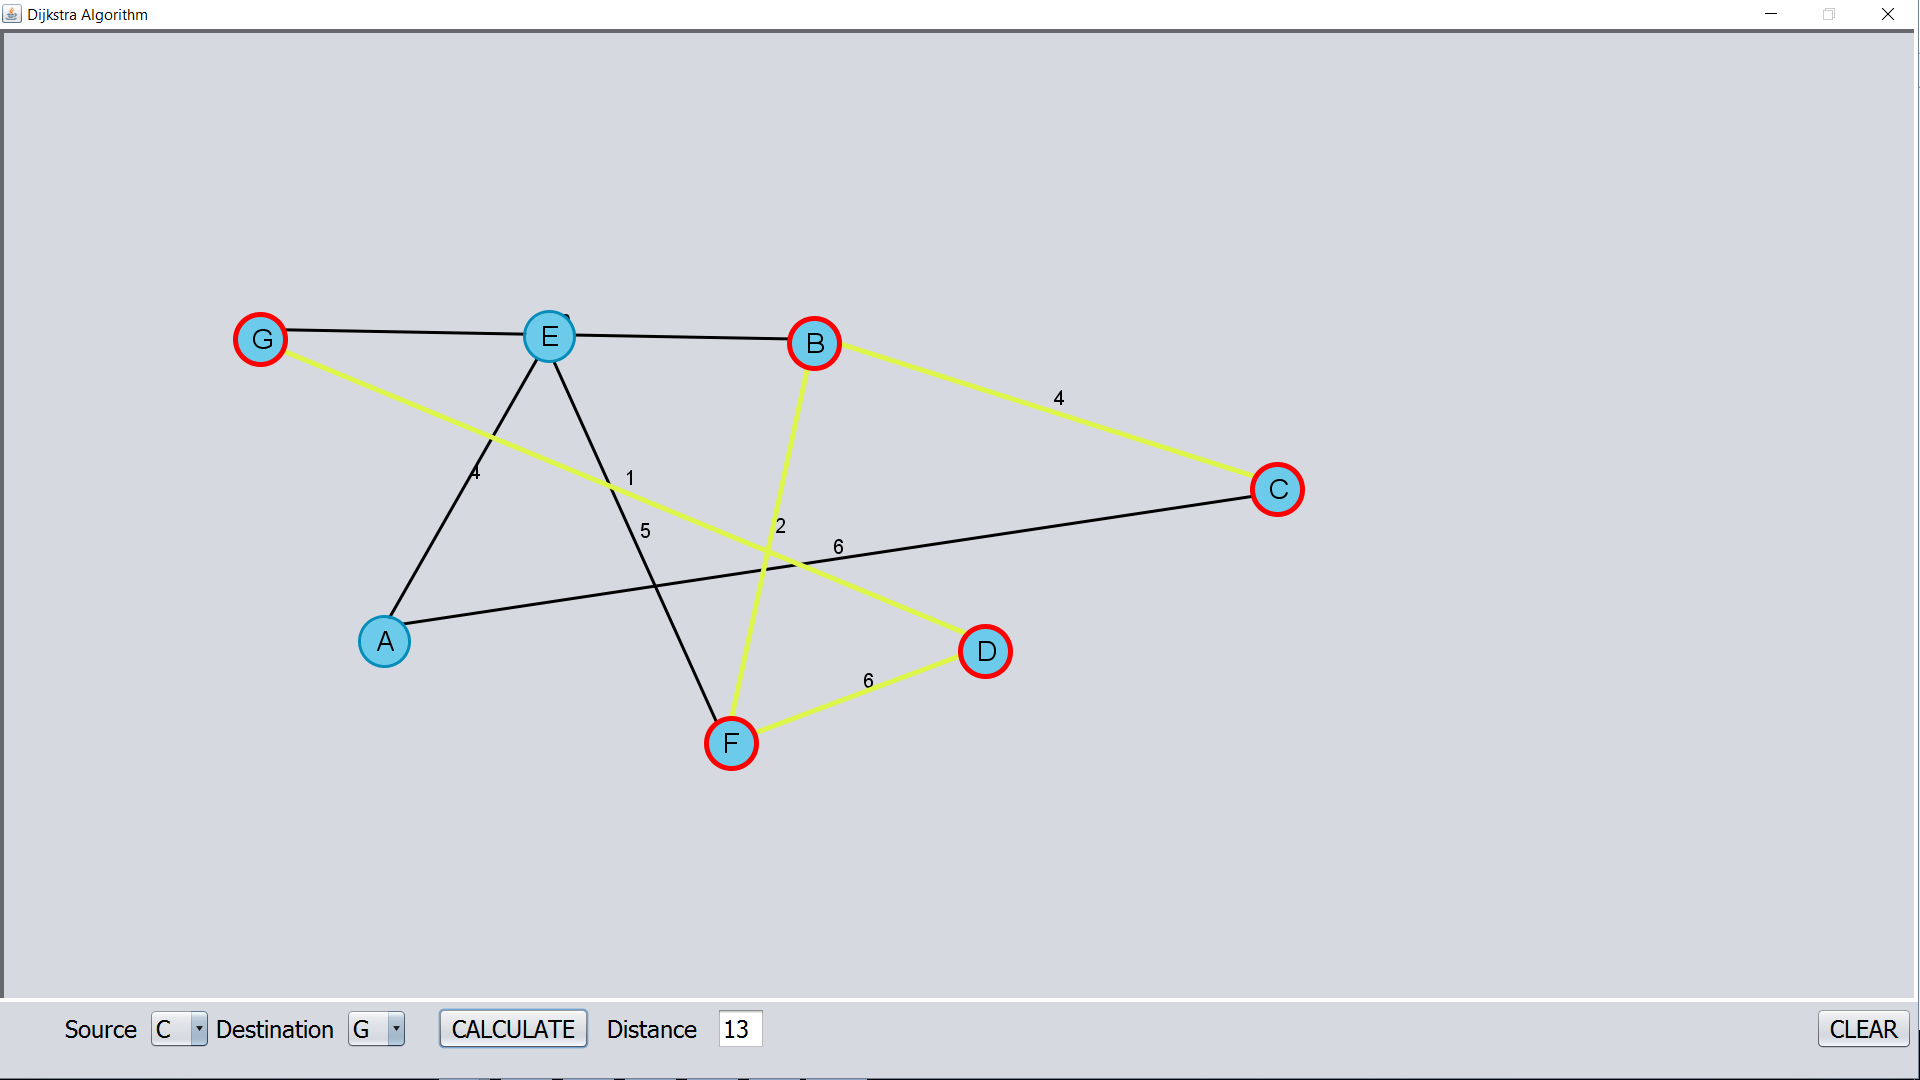 Dijkstra Algorithm
G
E
B
4
C
4
1
5
2
6
A
D
6
F
Source C Destination G CALCULATE Distance 13 CLEAR